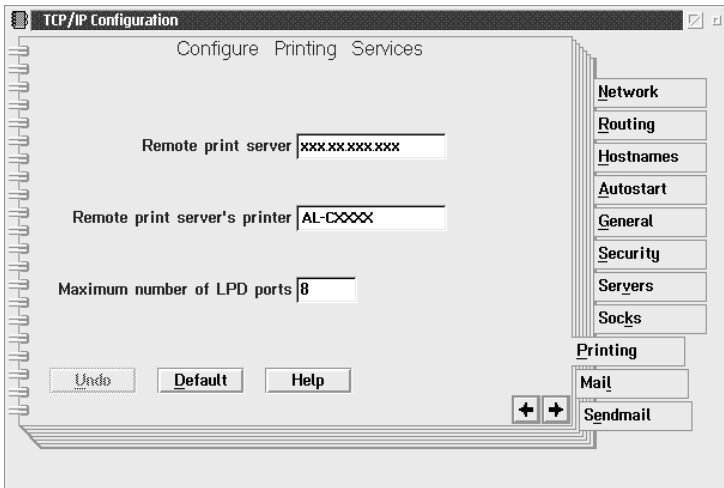 TCP/IP Configuration
Configure Printing Services
Remote print server xxx.xx.xxx.xxx
Remote print server's printer AL-CXXXX
Maximum number of LPD ports 8
Undo Default Help
Network
Routing
Hostnames
Autostart
General
Security
Servers
Socks
Printing
Mail
Sendmail